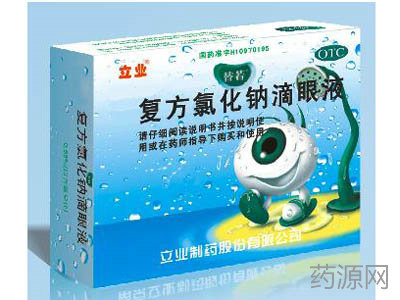 国药准字H10970195
立业®
替若
OTC
复方氯化钠滴眼液
请仔细阅读说明书并按说明使
用或在药师指导下购买和使用
立业制药股份有限公司
复方氯化钠滴眼液
药源网